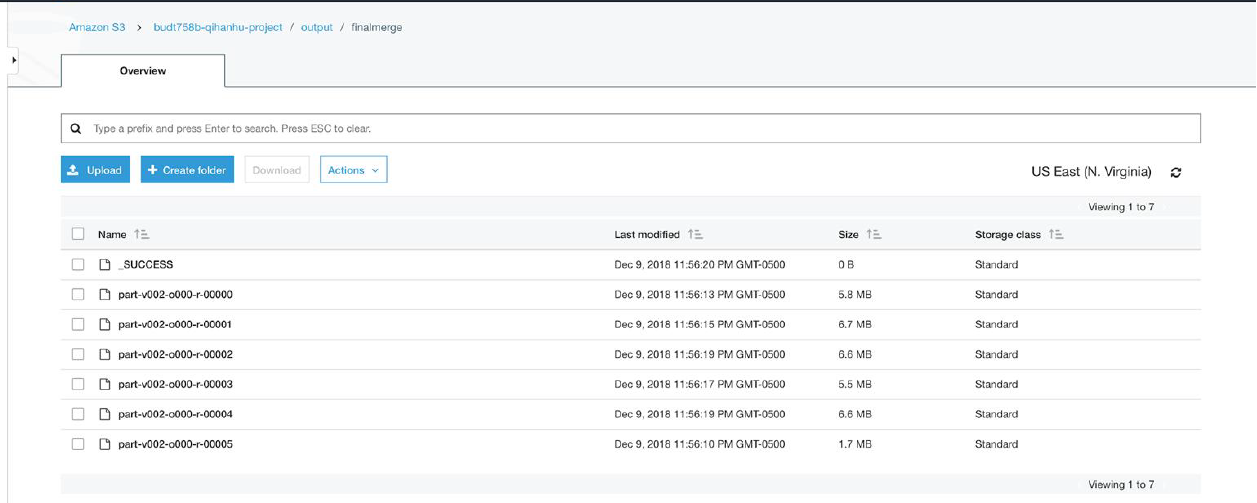 Amazon S3 > budt758b-qihanhu-project / output / finalmerge
Overview
Type a prefix and press Enter to search. Press ESC to clear.
Upload + Create folder Download Actions
US East (N. Virginia)
Viewing 1 to 7
Name Last modified Size Storage class
_SUCCESS Dec 9, 2018 11:56:20 PM GMT-0500 0 B Standard
part-v002-o000-r-00000 Dec 9, 2018 11:56:13 PM GMT-0500 5.8 MB Standard
part-v002-o000-r-00001 Dec 9, 2018 11:56:15 PM GMT-0500 6.7 MB Standard
part-v002-o000-r-00002 Dec 9, 2018 11:56:19 PM GMT-0500 6.6 MB Standard
part-v002-o000-r-00003 Dec 9, 2018 11:56:17 PM GMT-0500 5.5 MB Standard
part-v002-o000-r-00004 Dec 9, 2018 11:56:19 PM GMT-0500 6.6 MB Standard
part-v002-o000-r-00005 Dec 9, 2018 11:56:10 PM GMT-0500 1.7 MB Standard
Viewing 1 to 7